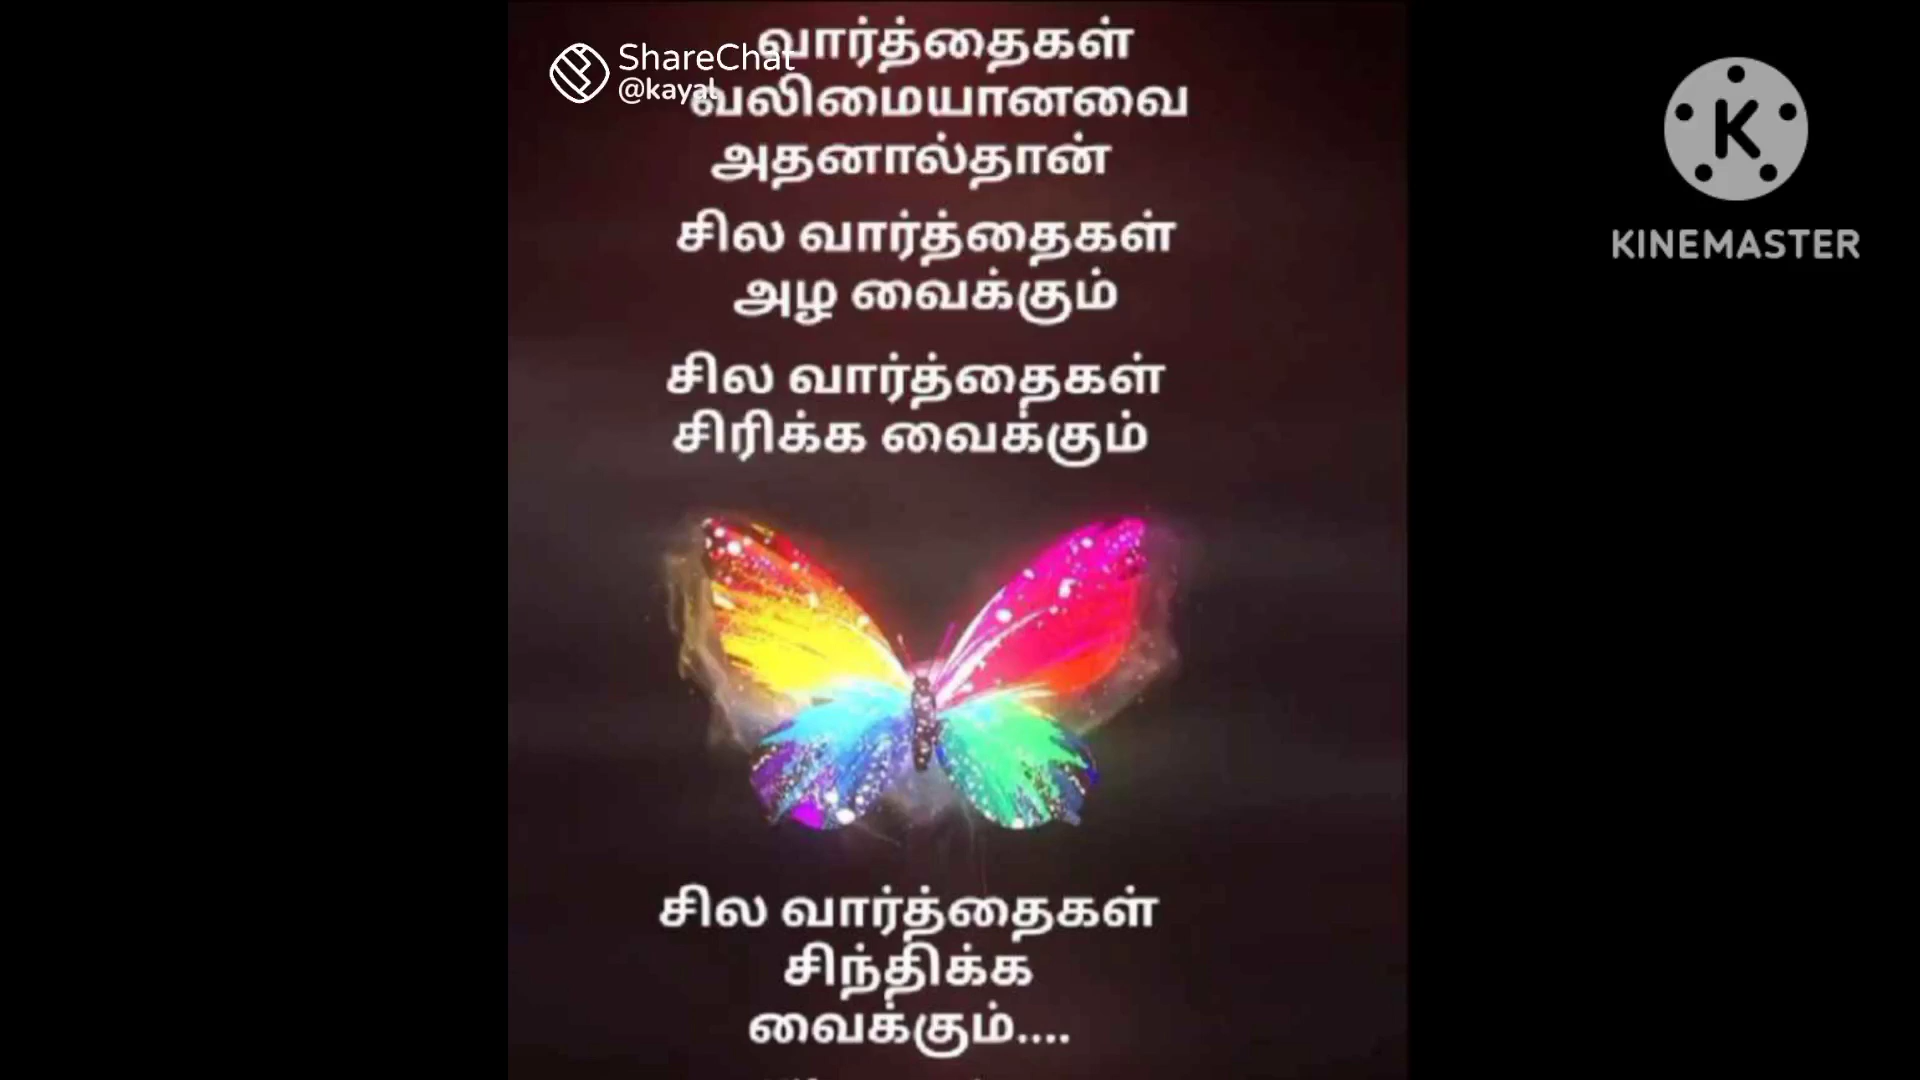 வார்த்தைகள்
ShareChat
@kayal
வலிமையானவை
அதனால்தான்
சில வார்த்தைகள்
அழ வைக்கும்
சில வார்த்தைகள்
சிரிக்க வைக்கும்
சில வார்த்தைகள்
சிந்திக்க
வைக்கும்....
K
KINEMASTER